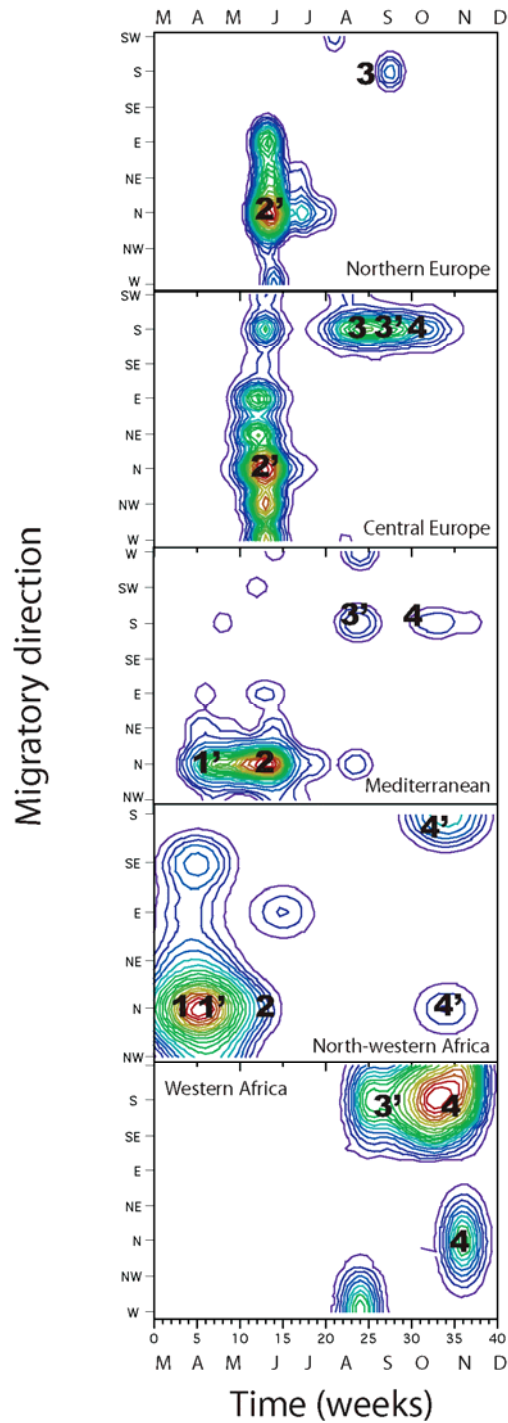 M A M J J A S O N D
SW
S
3
SE
E
NE
N
2'
NW
W
Northern Europe
SW
S
3 3' 4
SE
E
NE
N
2'
NW
W
Central Europe
W
SW
S
3' 4
SE
E
NE
N
1' 2
NW
Mediterranean
S
4'
SE
E
NE
N
1 1' 2 4'
NW
North-western Africa
Western Africa
S
3' 4
SE
E
NE
N
4
NW
W
0 5 10 15 20 25 30 35 40
M A M J J A S O N D
Time (weeks)
Migratory direction